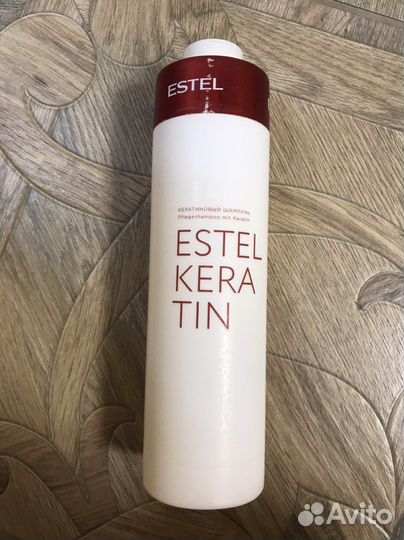 ESTEL
КЕРАТИНОВЫЙ ШАМПУНЬ
Pflegeshampoo mit Keratin
ESTEL
KERA
TIN
Avito